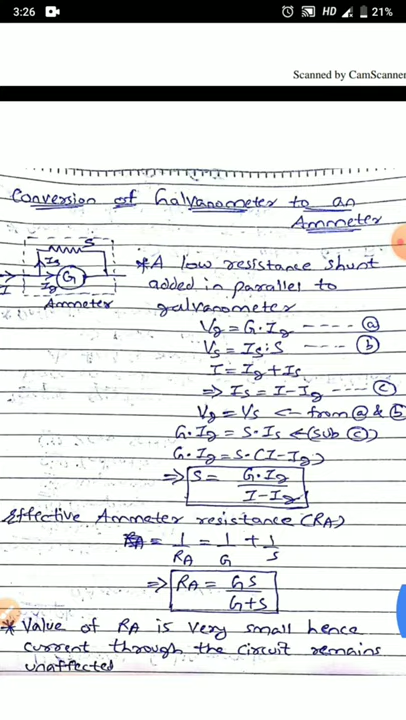 3:26 HD 21%
Scanned by CamScanner
Conversion of Galvanometer to an
Ammeter
S
Is
G
I
Ig
Ammeter
*A low resistance shunt
added in parallel to
galvanometer
Vg = G·Ig ---- ⓐ
Vs = Is·S ---- ⓑ
I = Ig + Is
⇒ Is = I-Ig ---- ⓒ
Vg = Vs ← from ⓐ & ⓑ
G·Ig = S·Is ← (sub ⓒ)
G·Ig = S·(I-Ig)
⇒ S = G·Ig / I-Ig
Effective Ammeter resistance (RA)
RA = 1/RA = 1/G + 1/S
⇒ RA = GS / G+S
* Value of RA is very small hence
current through the circuit remains
unaffected